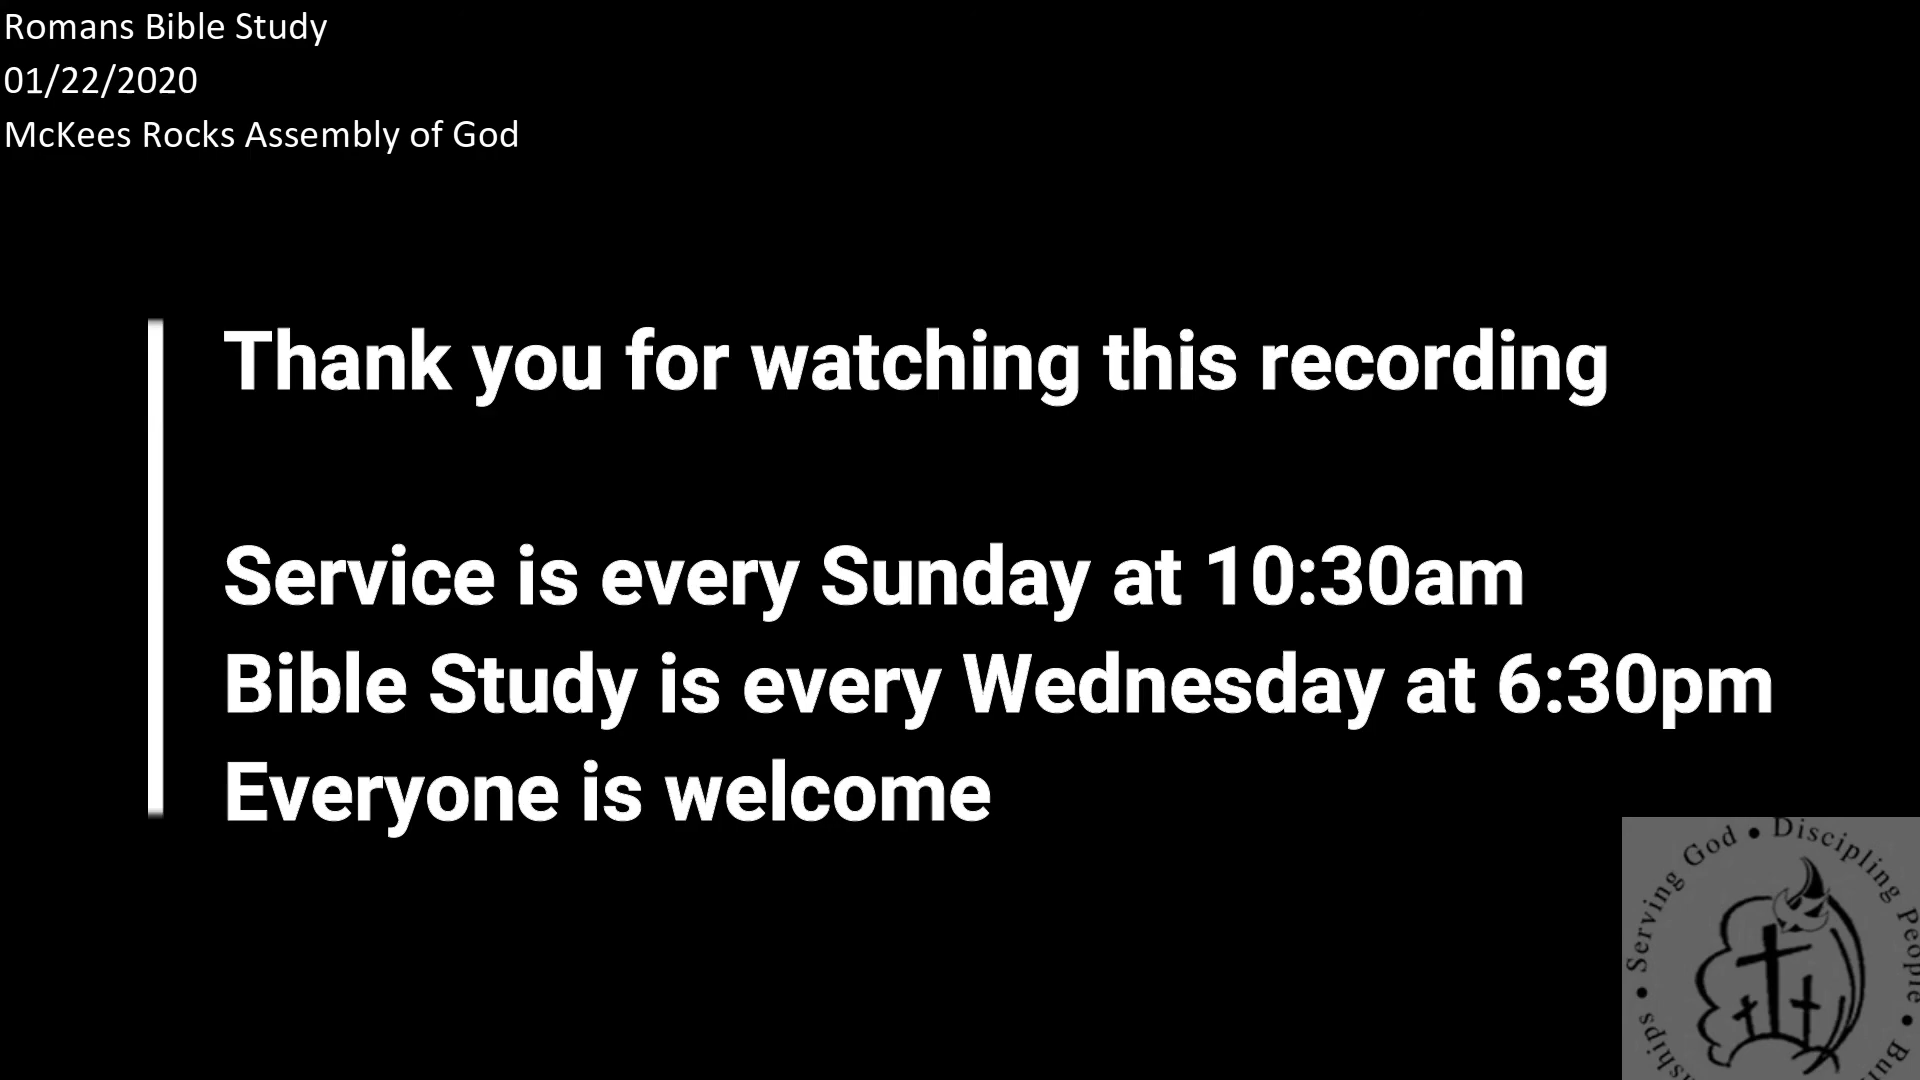 Romans Bible Study
01/22/2020
McKees Rocks Assembly of God
Thank you for watching this recording
Service is every Sunday at 10:30am
Bible Study is every Wednesday at 6:30pm
Everyone is welcome
• Serving God • Discipling People •